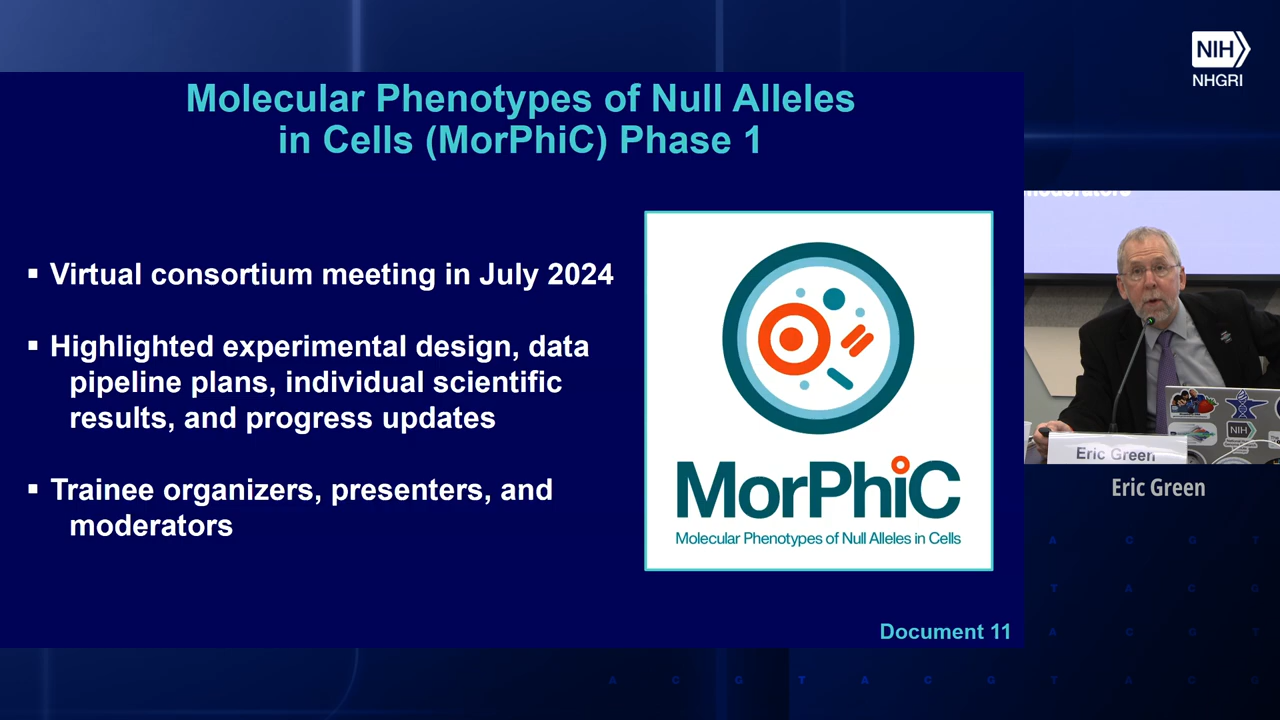 NIH
NHGRI
Molecular Phenotypes of Null Alleles
in Cells (MorPhiC) Phase 1
▪ Virtual consortium meeting in July 2024
▪ Highlighted experimental design, data
pipeline plans, individual scientific
results, and progress updates
▪ Trainee organizers, presenters, and
moderators
MorPhiC
Molecular Phenotypes of Null Alleles in Cells
Document 11
moderators
NIH
Eric Green
Eric Green
A C G T
T A C G
A C G T
A C G T A C G T A C G